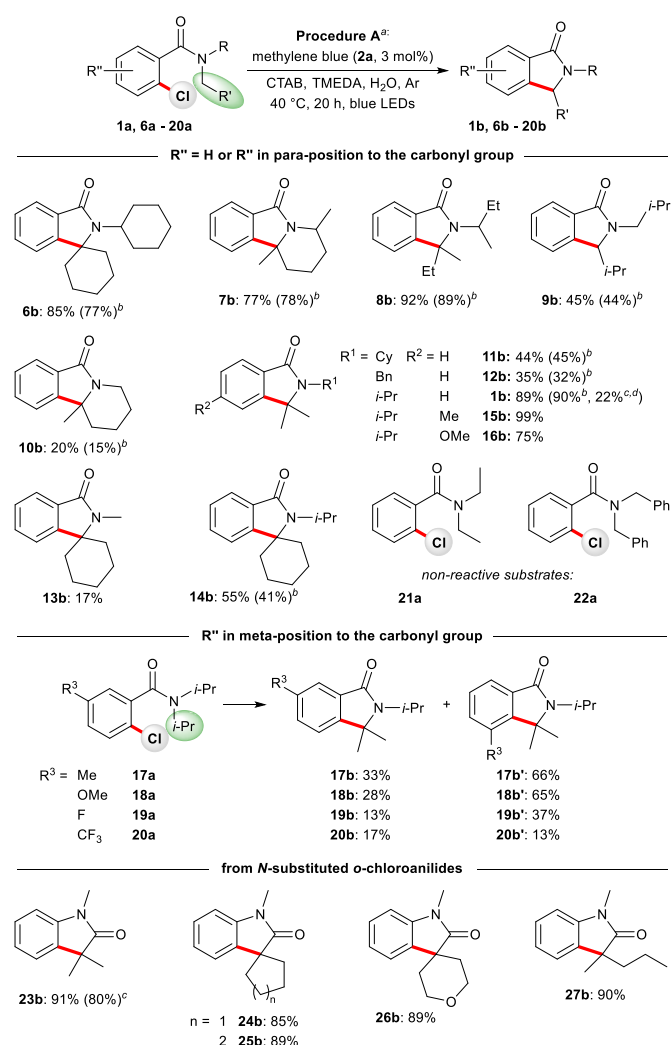 O
R"
N
R
Cl
R'
1a, 6a - 20a
Procedure A^a:
methylene blue (2a, 3 mol%)
CTAB, TMEDA, H2O, Ar
40 °C, 20 h, blue LEDs
O
R"
N-R
R'
1b, 6b - 20b
R" = H or R" in para-position to the carbonyl group
O
N
6b: 85% (77%)^b
O
N
7b: 77% (78%)^b
O
Et
N
Et
8b: 92% (89%)^b
O
i-Pr
N
i-Pr
9b: 45% (44%)^b
O
N
10b: 20% (15%)^b
O
N-R1
R2
R1 = Cy R2 = H 11b: 44% (45%)^b
Bn H 12b: 35% (32%)^b
i-Pr H 1b: 89% (90%^b, 22%^c,d)
i-Pr Me 15b: 99%
i-Pr OMe 16b: 75%
O
N
13b: 17%
O
N-i-Pr
14b: 55% (41%)^b
O
N
Cl
O
N
Ph
Cl
Ph
non-reactive substrates:
21a 22a
R" in meta-position to the carbonyl group
R3
O
N
i-Pr
i-Pr
Cl
R3
O
N-i-Pr
+
O
N-i-Pr
R3
R3 = Me 17a 17b: 33% 17b': 66%
OMe 18a 18b: 28% 18b': 65%
F 19a 19b: 13% 19b': 37%
CF3 20a 20b: 17% 20b': 13%
from N-substituted o-chloroanilides
N
O
23b: 91% (80%)^c
N
O
( )n
n = 1 24b: 85%
2 25b: 89%
N
O
O
26b: 89%
N
O
27b: 90%